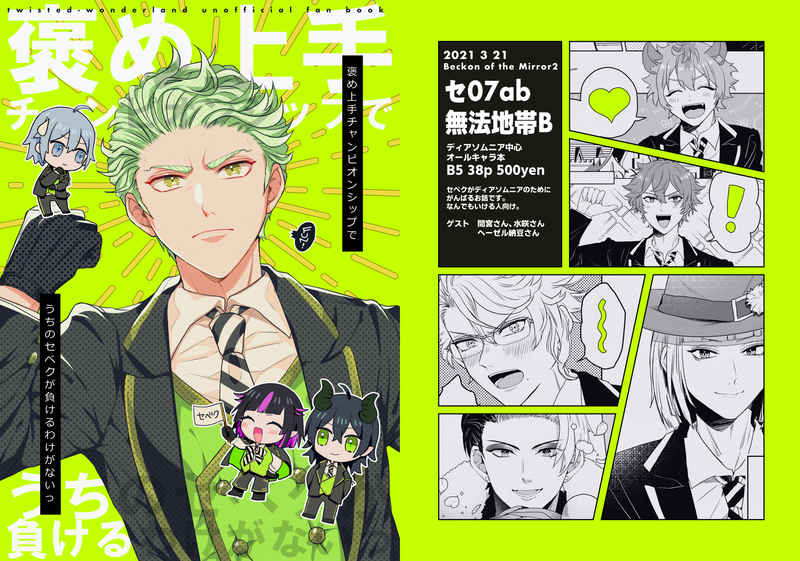 twisted-wonderland unofficial fan book
褒め上手
チャン
ップで
褒め上手チャンピオンシップで
うちのセベクが負けるわけがないっ
セベク
うち
負ける
2021 3 21
Beckon of the Mirror2
セ07ab
無法地帯B
ディアソムニア中心
オールキャラ本
B5 38p 500yen
セベクがディアソムニアのために
がんばるお話です。
なんでもいける人向け。
ゲスト 間宮さん、水咲さん
ヘーゼル納豆さん
!